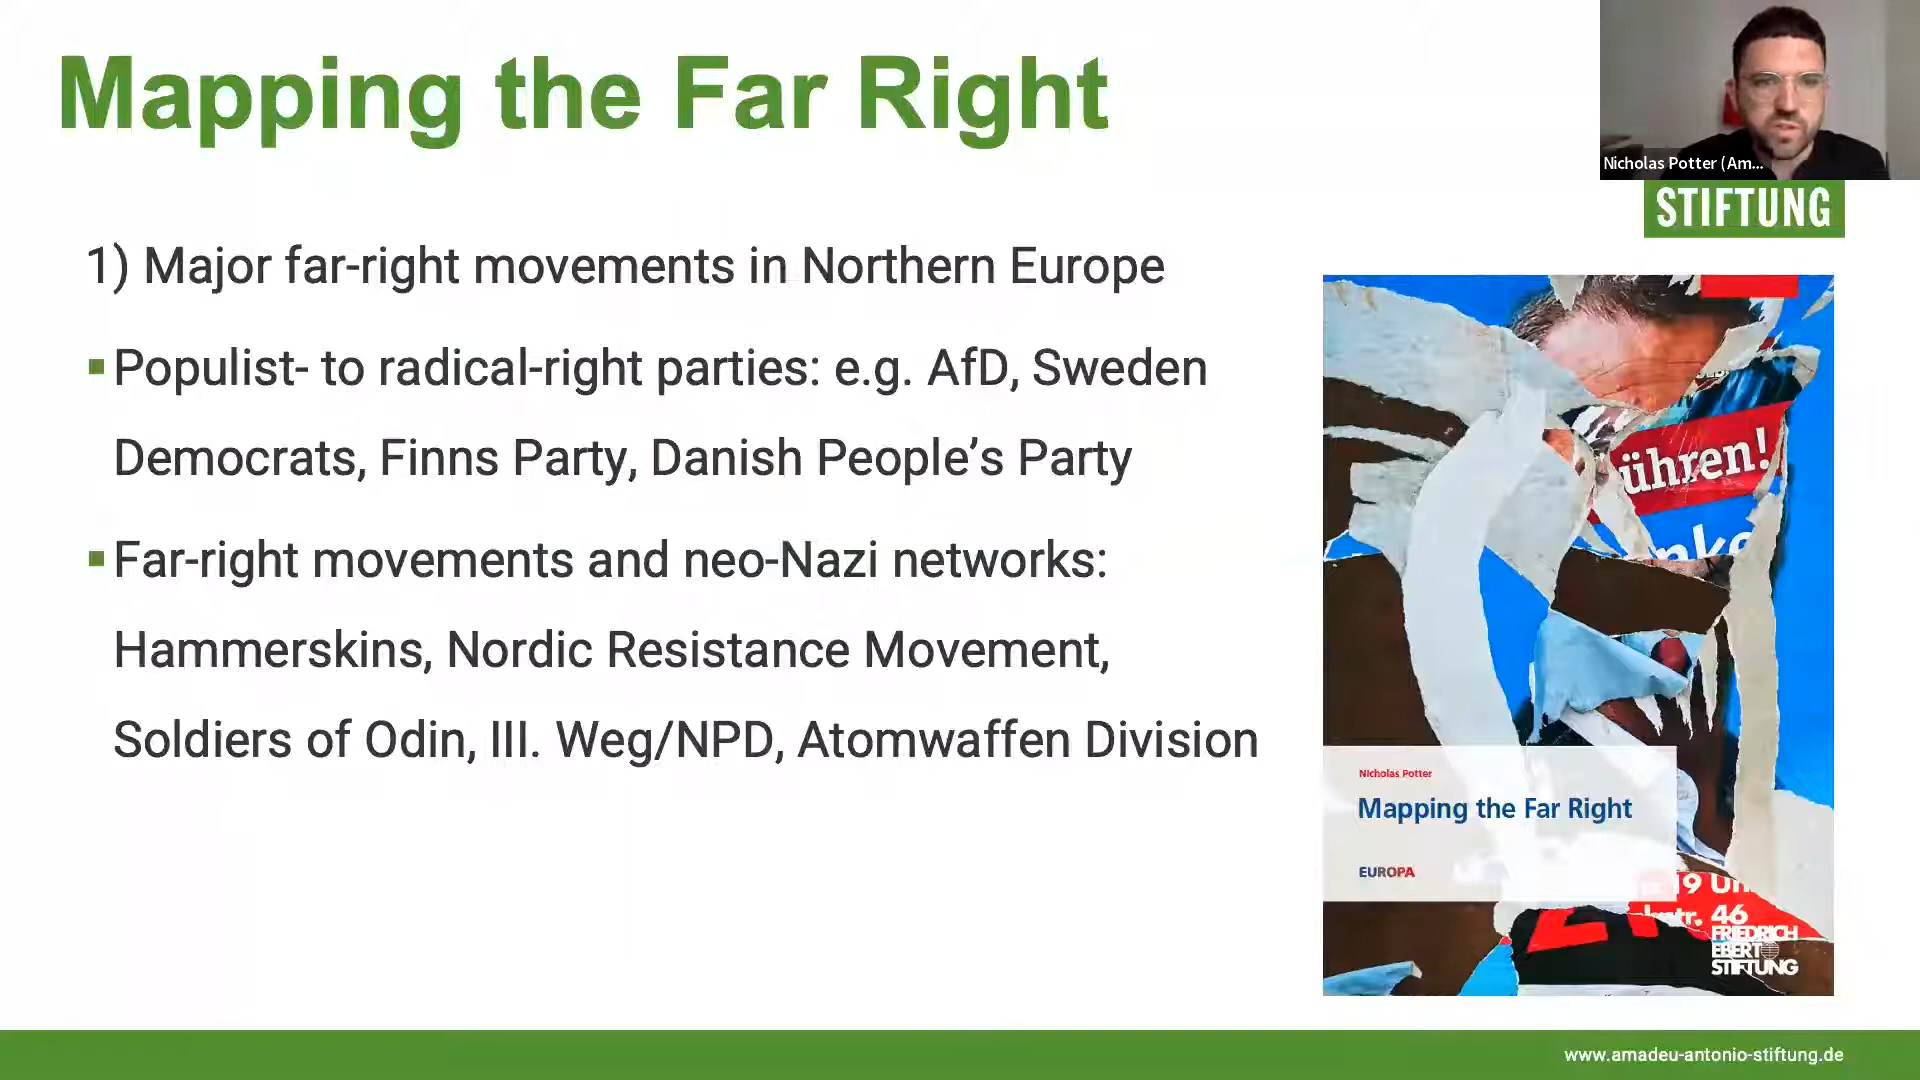 Mapping the Far Right
Nicholas Potter (Am...
STIFTUNG
1) Major far-right movements in Northern Europe
Populist- to radical-right parties: e.g. AfD, Sweden
Democrats, Finns Party, Danish People’s Party
Far-right movements and neo-Nazi networks:
Hammerskins, Nordic Resistance Movement,
Soldiers of Odin, III. Weg/NPD, Atomwaffen Division
ühren!
Nicholas Potter
Mapping the Far Right
EUROPA
19
46
FRIEDRICH
EBERT
STIFTUNG
www.amadeu-antonio-stiftung.de